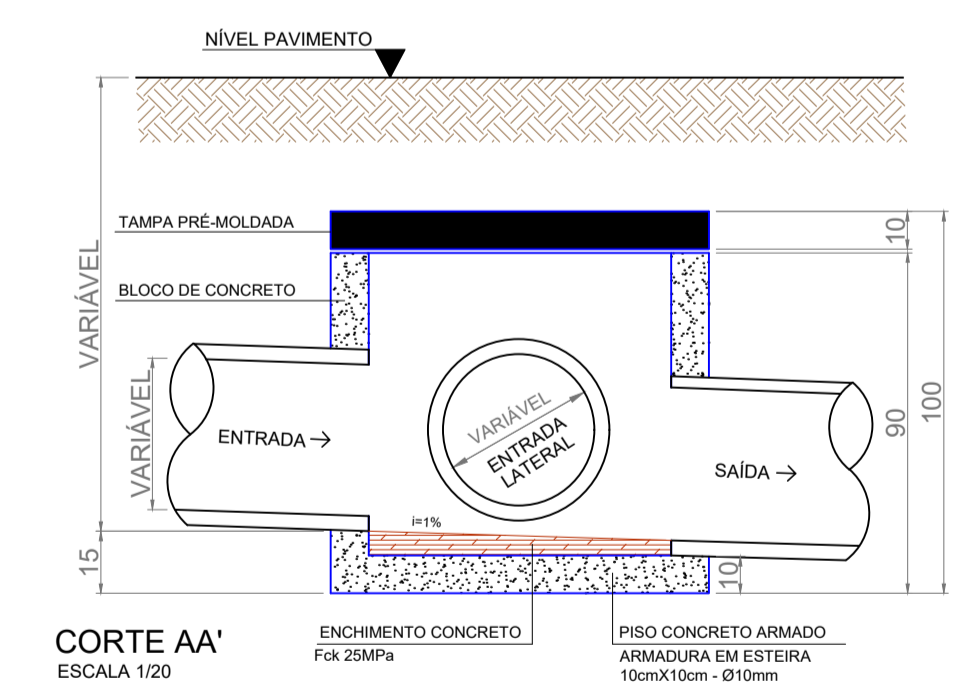 NÍVEL PAVIMENTO
TAMPA PRÉ-MOLDADA
10
VARIÁVEL
BLOCO DE CONCRETO
VARIÁVEL
ENTRADA
VARIÁVEL
ENTRADA
LATERAL
SAÍDA
90
100
i=1%
15
10
CORTE AA'
ESCALA 1/20
ENCHIMENTO CONCRETO
Fck 25MPa
PISO CONCRETO ARMADO
ARMADURA EM ESTEIRA
10cmX10cm - Ø10mm